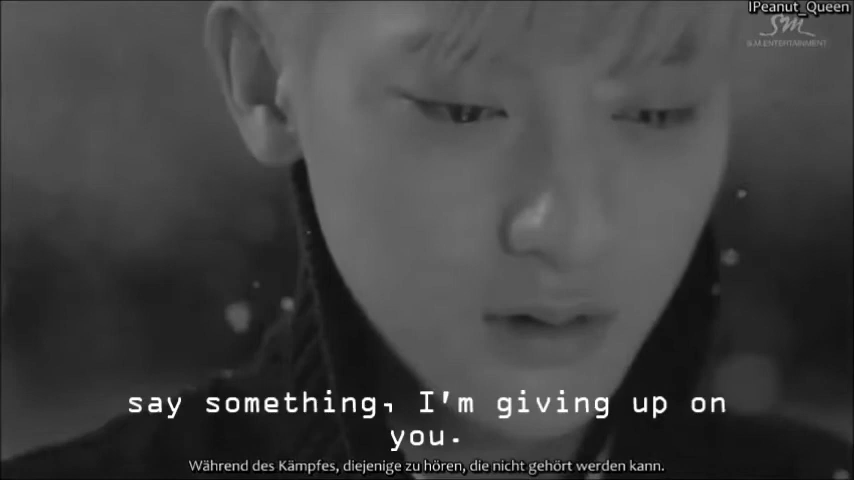 IPeanut_Queen
SM
S.M.ENTERTAINMENT
say something, I'm giving up on
you.
Während des Kämpfes, diejenige zu hören, die nicht gehört werden kann.